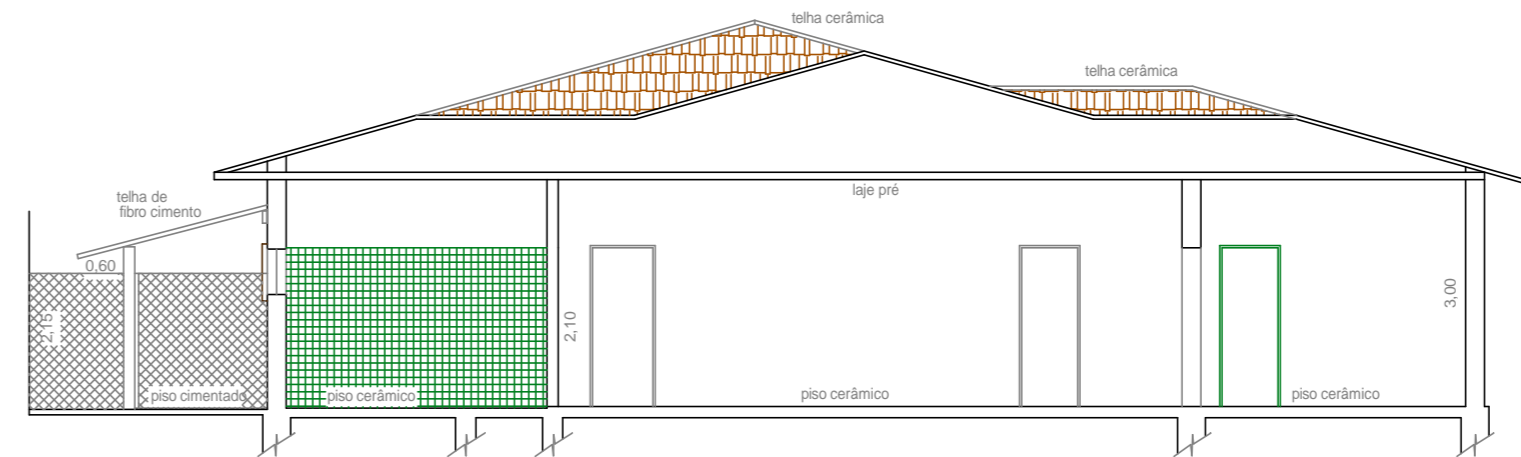 telha cerâmica
telha cerâmica
telha de
fibro cimento
laje pré
0,60
2,15
2,10
3,00
piso cimentado
piso cerâmico
piso cerâmico
piso cerâmico